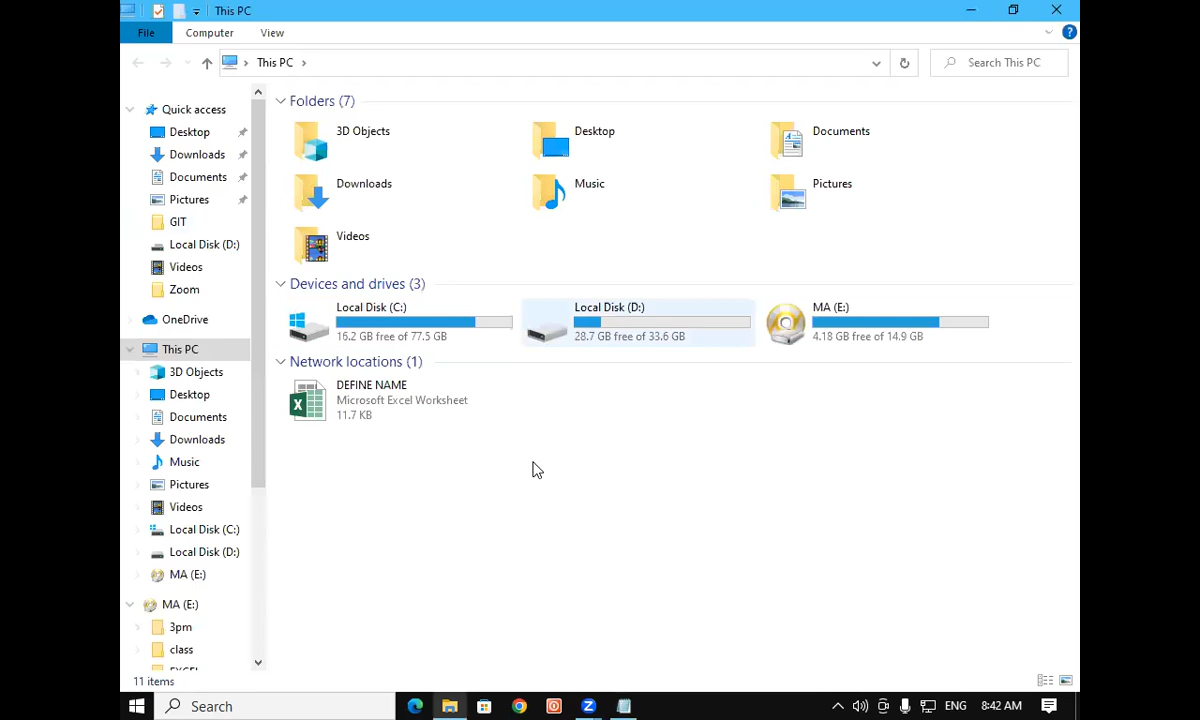 This PC
File
Computer
View
This PC
Search This PC
Quick access
Desktop
Downloads
Documents
Pictures
GIT
Local Disk (D:)
Videos
Zoom
OneDrive
This PC
3D Objects
Desktop
Documents
Downloads
Music
Pictures
Videos
Local Disk (C:)
Local Disk (D:)
MA (E:)
MA (E:)
3pm
class
Folders (7)
3D Objects
Desktop
Documents
Downloads
Music
Pictures
Videos
Devices and drives (3)
Local Disk (C:)
16.2 GB free of 77.5 GB
Local Disk (D:)
28.7 GB free of 33.6 GB
MA (E:)
4.18 GB free of 14.9 GB
Network locations (1)
DEFINE NAME
Microsoft Excel Worksheet
11.7 KB
11 items
Search
ENG
8:42 AM